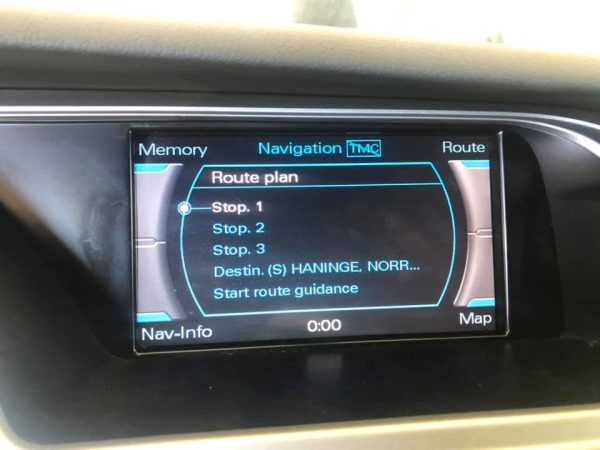 Memory
Navigation TMC
Route
Route plan
Stop. 1
Stop. 2
Stop. 3
Destin. (S) HANINGE, NORR...
Start route guidance
Nav-Info
0:00
Map